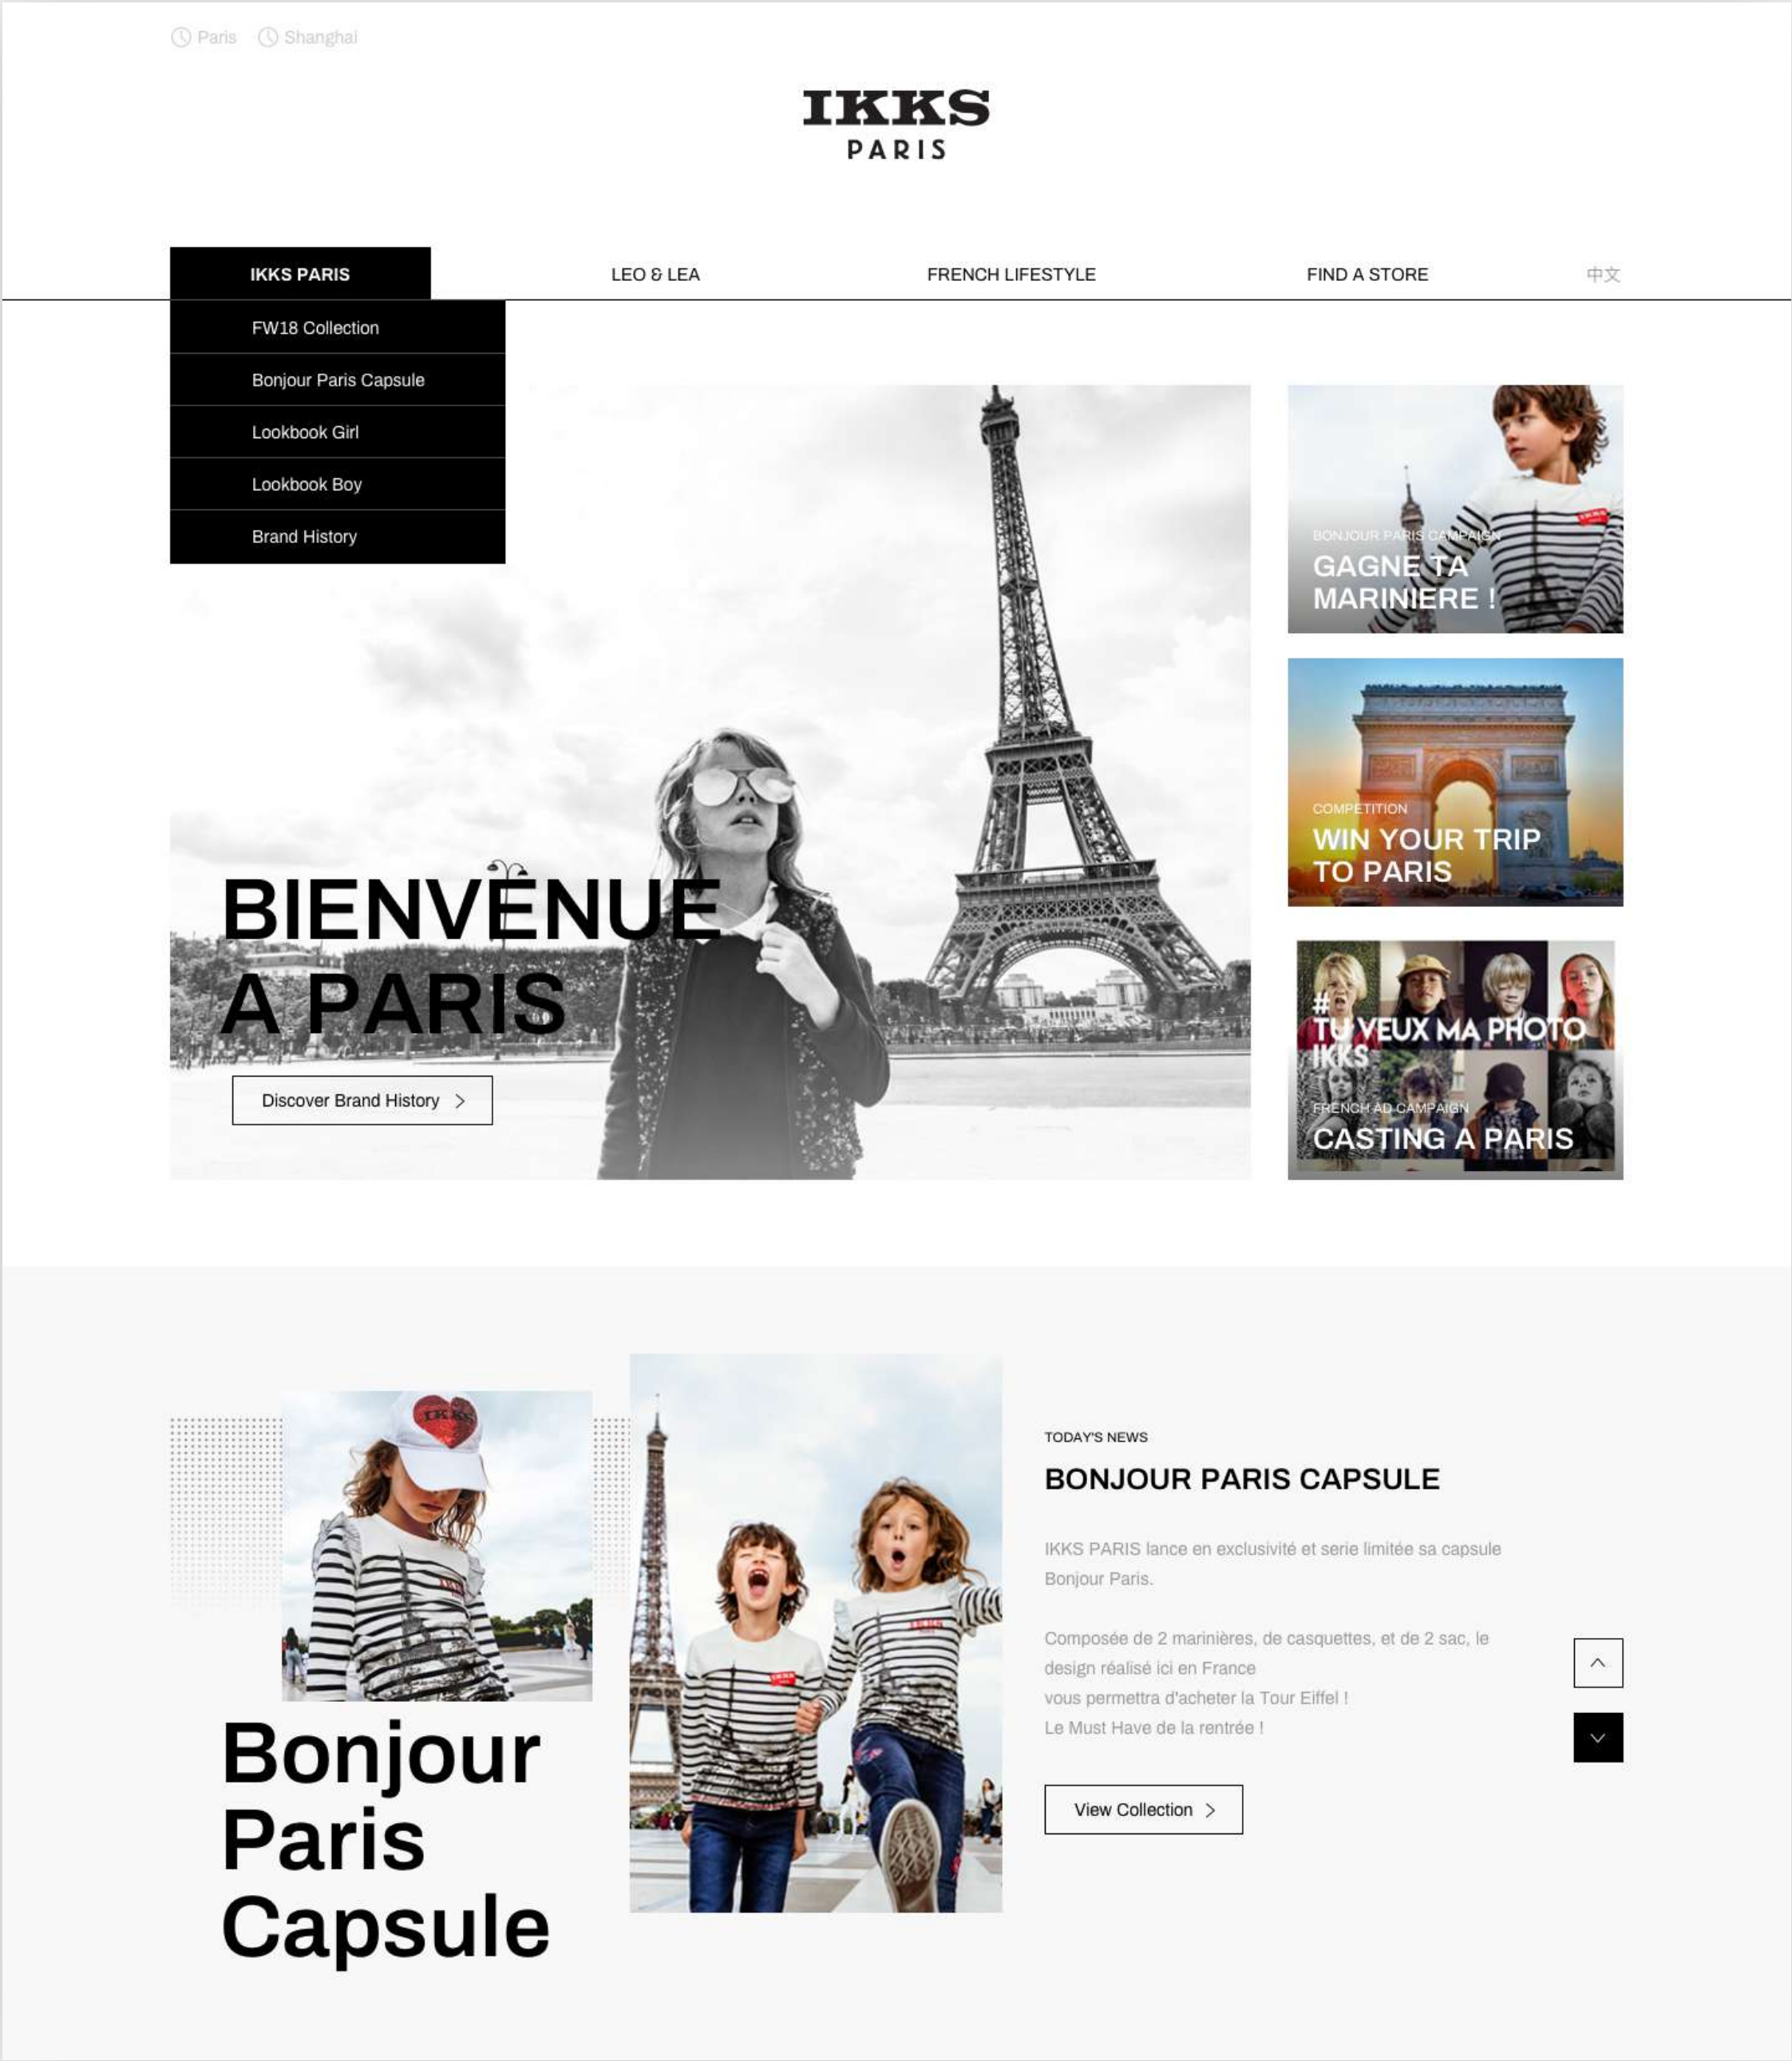 Paris Shanghai
IKKS
PARIS
IKKS PARIS LEO & LEA FRENCH LIFESTYLE FIND A STORE 中文
FW18 Collection
Bonjour Paris Capsule
Lookbook Girl
Lookbook Boy
Brand History
BIENVENUE
A PARIS
Discover Brand History
IKKS
BONJOUR PARIS CAMPAIGN
GAGNE TA
MARINIERE !
COMPETITION
WIN YOUR TRIP
TO PARIS
#
TU VEUX MA PHOTO
IKKS
FRENCH AD CAMPAIGN
CASTING A PARIS
IKKS
IKKS
Bonjour
Paris
Capsule
IKKS
IKKS
TODAY'S NEWS
BONJOUR PARIS CAPSULE
IKKS PARIS lance en exclusivité et serie limitée sa capsule
Bonjour Paris.
Composée de 2 marinières, de casquettes, et de 2 sac, le
design réalisé ici en France
vous permettra d'acheter la Tour Eiffel !
Le Must Have de la rentrée !
View Collection